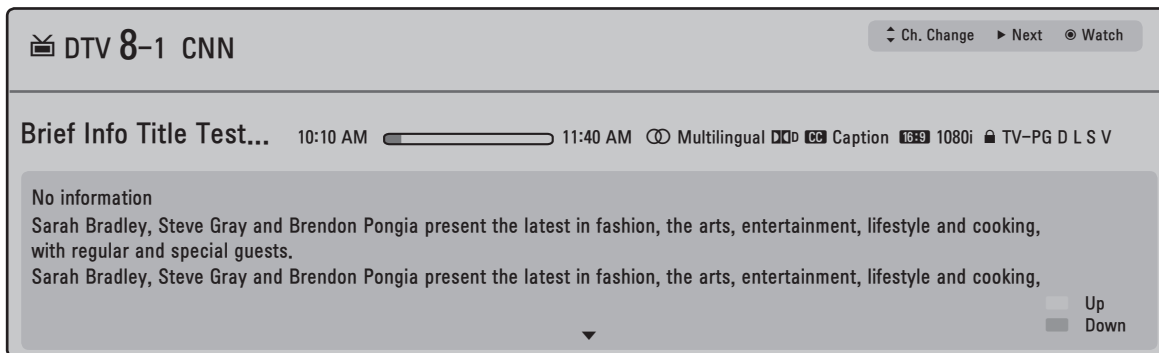 DTV 8-1 CNN
Ch. Change Next Watch
Brief Info Title Test... 10:10 AM 11:40 AM Multilingual DD D CC Caption 16:9 1080i TV-PG D L S V
No information
Sarah Bradley, Steve Gray and Brendon Pongia present the latest in fashion, the arts, entertainment, lifestyle and cooking,
with regular and special guests.
Sarah Bradley, Steve Gray and Brendon Pongia present the latest in fashion, the arts, entertainment, lifestyle and cooking,
Up
Down